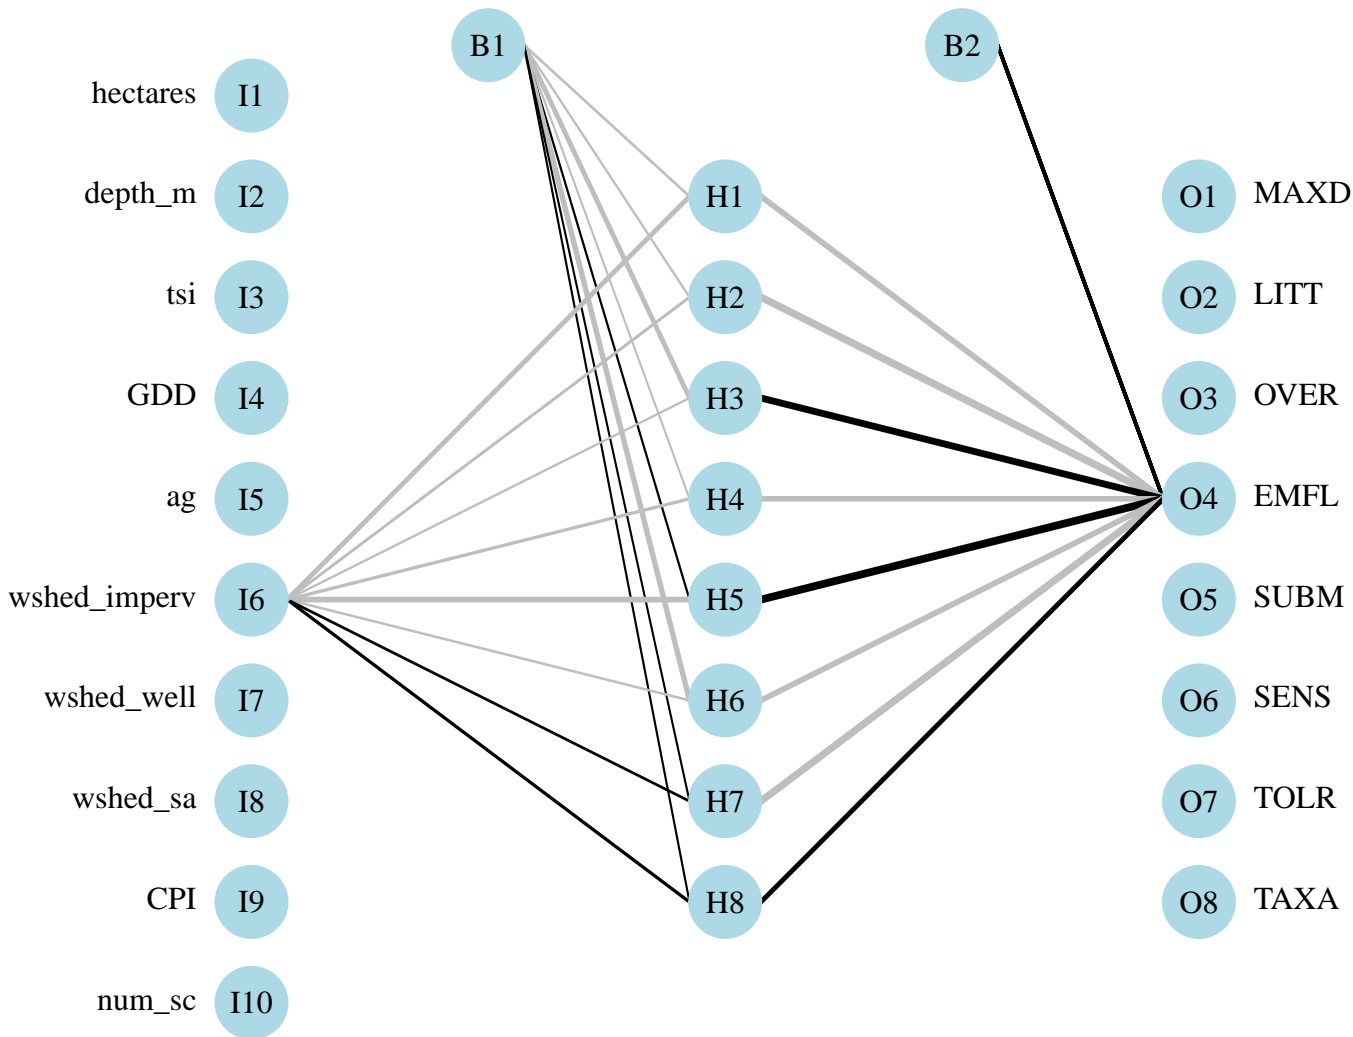 B1 B2
hectares I1
depth_m I2 H1 O1 MAXD
tsi I3 H2 O2 LITT
GDD I4 H3 O3 OVER
ag I5 H4 O4 EMFL
wshed_imperv I6 H5 O5 SUBM
wshed_well I7 H6 O6 SENS
wshed_sa I8 H7 O7 TOLR
CPI I9 H8 O8 TAXA
num_sc I10